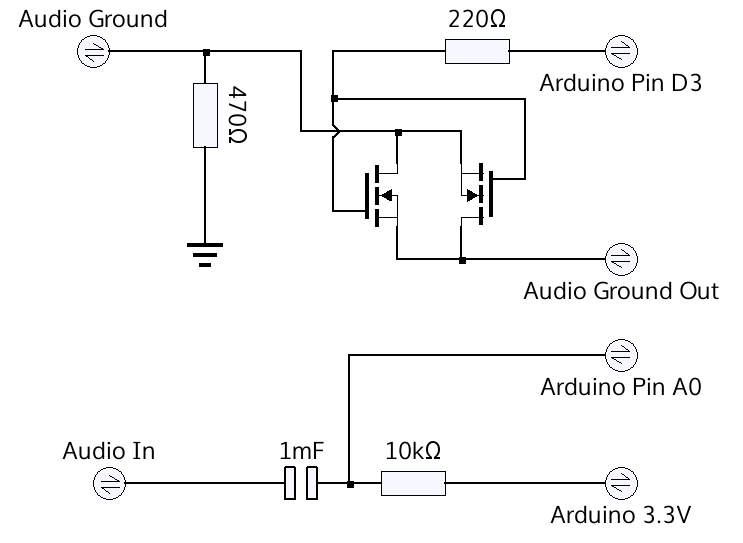 Audio Ground
220Ω
Arduino Pin D3
470Ω
Audio Ground Out
Arduino Pin A0
Audio In
1mF
10kΩ
Arduino 3.3V